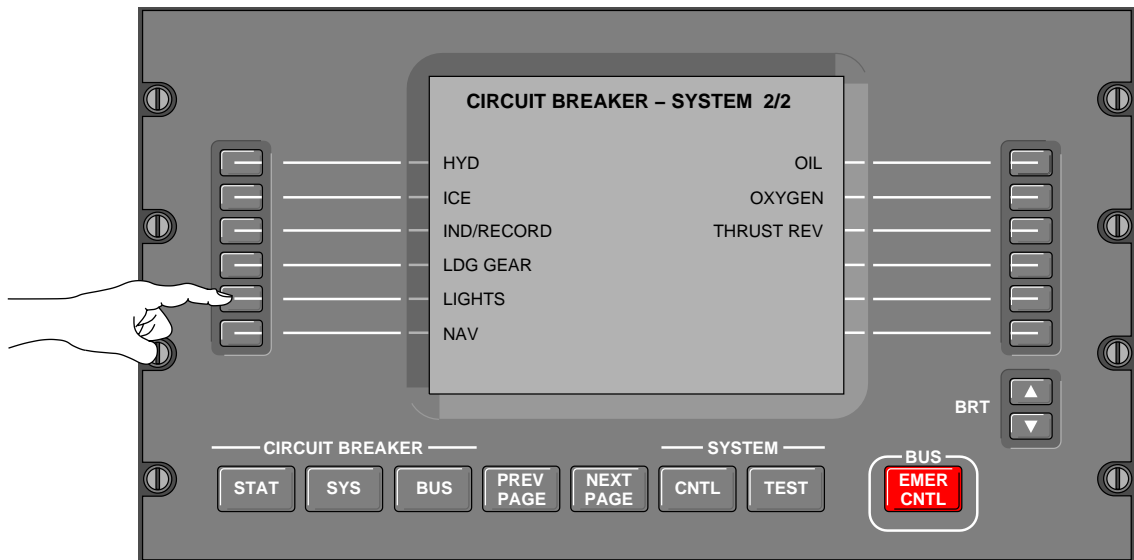 CIRCUIT BREAKER – SYSTEM 2/2
HYD OIL
ICE OXYGEN
IND/RECORD THRUST REV
LDG GEAR
LIGHTS
NAV
BRT
CIRCUIT BREAKER SYSTEM BUS
STAT SYS BUS PREV PAGE NEXT PAGE CNTL TEST EMER CNTL